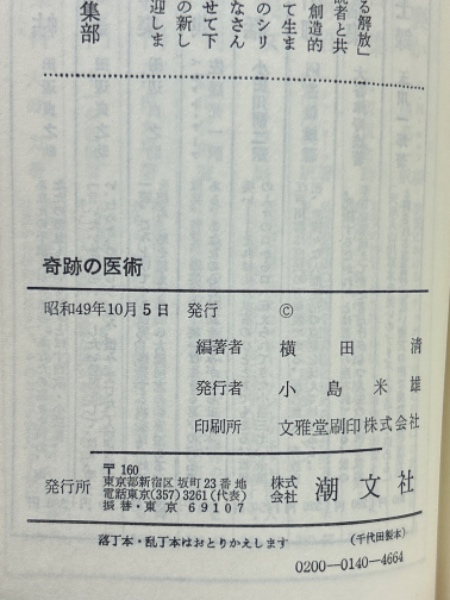 る解放」
読者と共
創造的
て生ま
のシリ
なさん
せて下
の新し
迎しま
集部
奇跡の医術
昭和49年10月5日 発行 ©
編著者 横田清
発行者 小島米雄
印刷所 文雅堂刷印株式会社
発行所
〒160
東京都新宿区坂町23番地
電話東京(357)3261(代表)
振替・東京 69107
株式会社 潮文社
落丁本・乱丁本はおとりかえします
(千代田製本)
0200—0140—4664